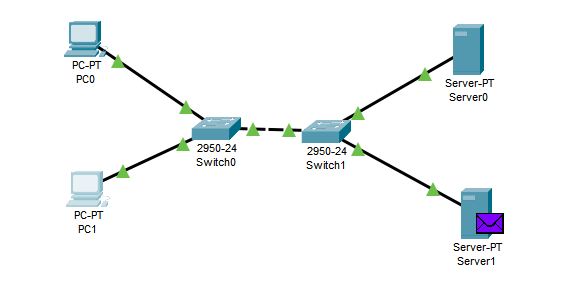 PC-PT
PC0
Server-PT
Server0
2950-24
Switch0
2950-24
Switch1
PC-PT
PC1
Server-PT
Server1